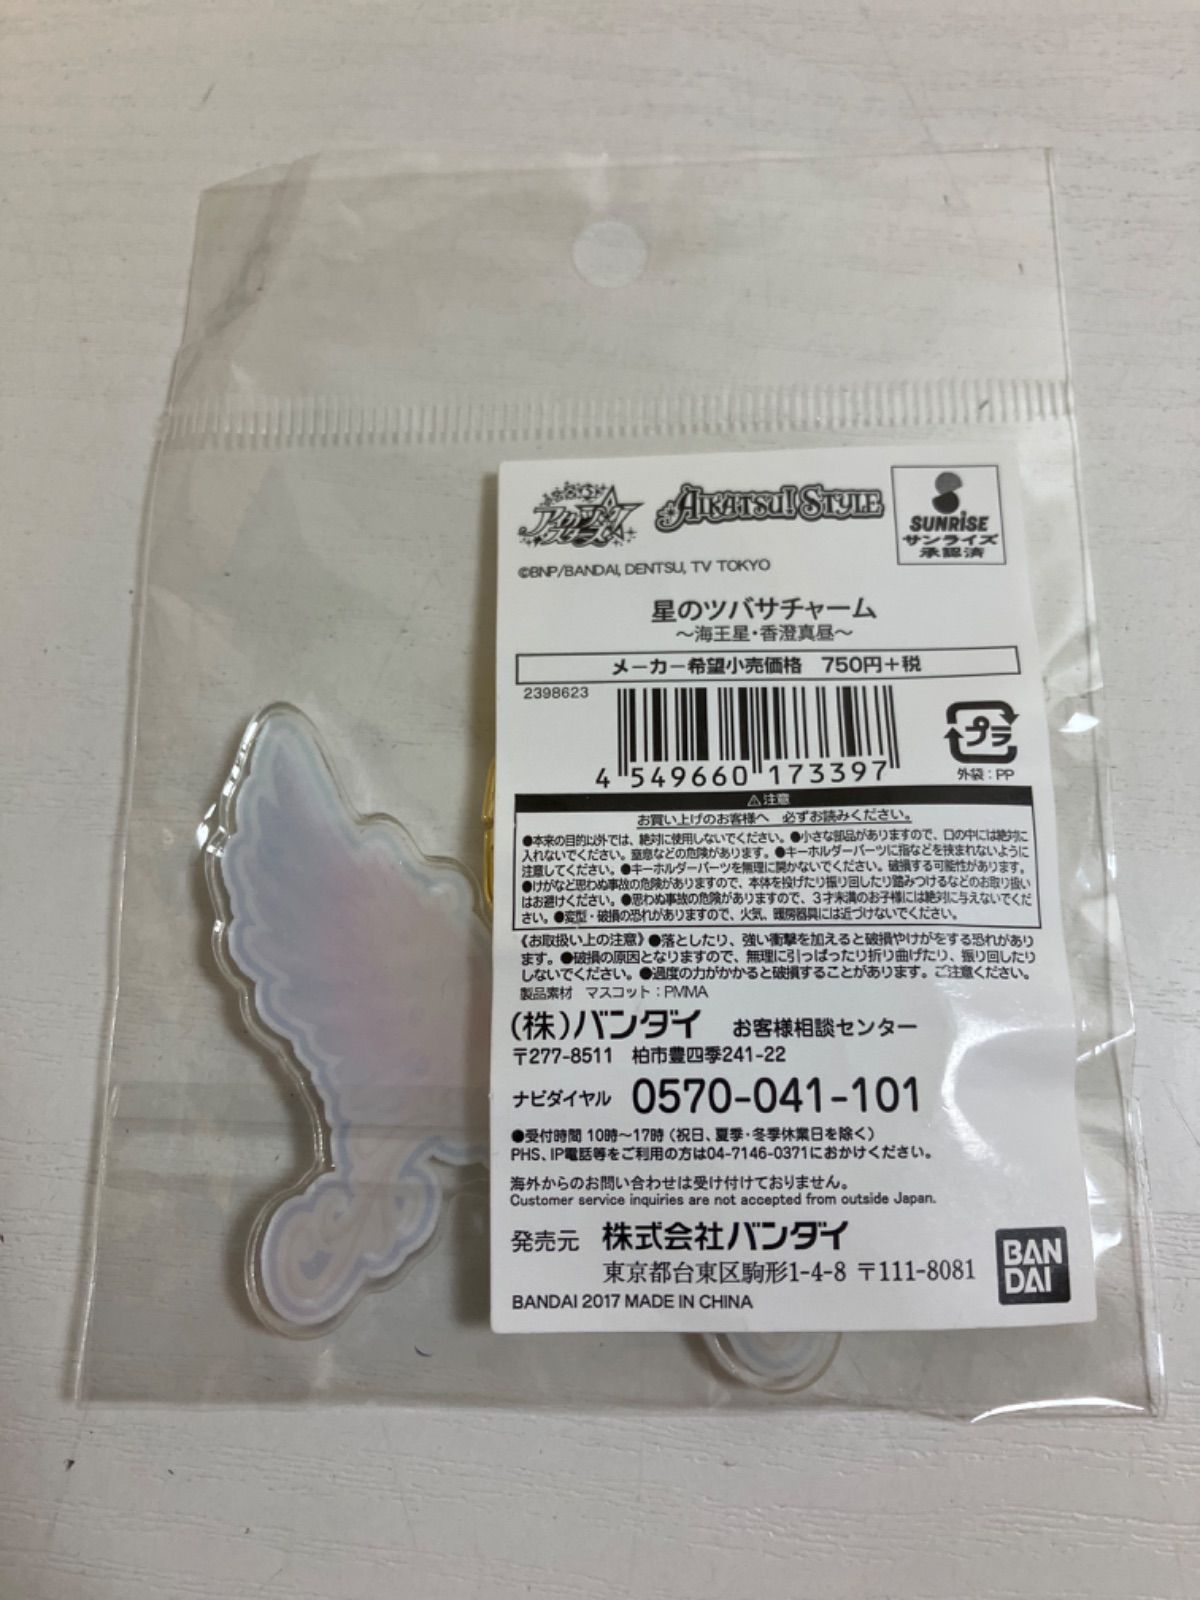 アイカツスターズ!
AIKATSU! STYLE
SUNRISE
サンライズ
承認済
©BNP/BANDAI, DENTSU, TV TOKYO
星のツバサチャーム
〜海王星・香澄真昼〜
メーカー希望小売価格 750円+税
2398623
4 549660 173397
プラ
外袋:PP
⚠注意
お買い上げのお客様へ 必ずお読みください。
●本来の目的以外では、絶対に使用しないでください。●小さな部品がありますので、口の中には絶対に
入れないでください。窒息などの危険があります。●キーホルダーパーツに指などを挟まれないように
注意してください。●キーホルダーパーツを無理に開かないでください。破損する可能性があります。
●けがなど思わぬ事故の危険がありますので、本体を投げたり振り回したり踏みつけるなどのお取り扱い
はお避けください。●思わぬ事故の危険がありますので、3才未満のお子様には絶対に与えないでくだ
さい。●変型・破損の恐れがありますので、火気、暖房器具には近づけないでください。
《お取扱い上の注意》●落としたり、強い衝撃を加えると破損やけがをする恐れがあり
ます。●破損の原因となりますので、無理に引っぱったり折り曲げたり、振り回したり
しないでください。●過度の力がかかると破損することがあります。ご注意ください。
製品素材 マスコット:PMMA
(株)バンダイ お客様相談センター
〒277-8511 柏市豊四季241-22
ナビダイヤル 0570-041-101
●受付時間 10時〜17時(祝日、夏季・冬季休業日を除く)
PHS、IP電話等をご利用の方は04-7146-0371におかけください。
海外からのお問い合わせは受け付けておりません。
Customer service inquiries are not accepted from outside Japan.
発売元 株式会社バンダイ
東京都台東区駒形1-4-8 〒111-8081
BANDAI 2017 MADE IN CHINA
BAN
DAI